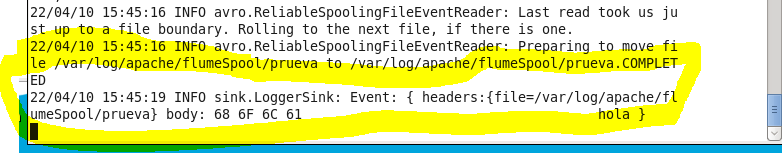 22/04/10 15:45:16 INFO avro.ReliableSpoolingFileEventReader: Last read took us ju
st up to a file boundary. Rolling to the next file, if there is one.
22/04/10 15:45:16 INFO avro.ReliableSpoolingFileEventReader: Preparing to move fi
le /var/log/apache/flumeSpool/prueva to /var/log/apache/flumeSpool/prueva.COMPLET
ED
22/04/10 15:45:19 INFO sink.LoggerSink: Event: { headers:{file=/var/log/apache/fl
umeSpool/prueva} body: 68 6F 6C 61                                     hola }